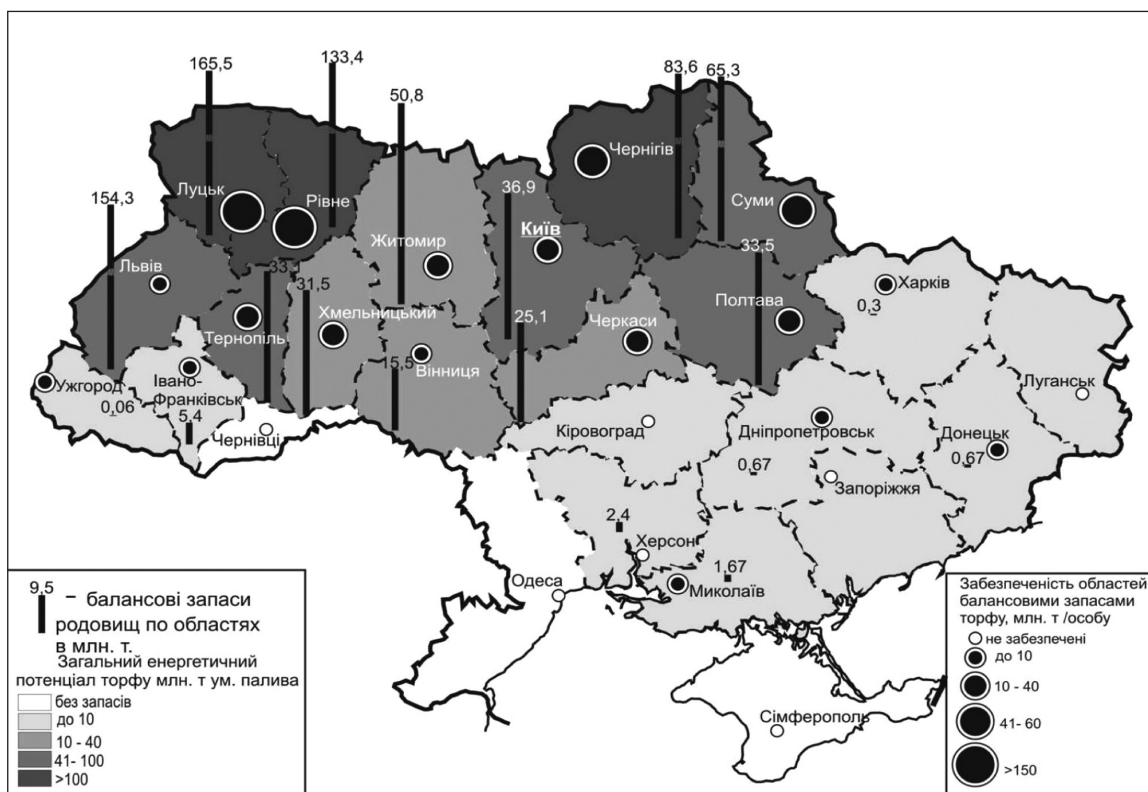 165,5
133,4
83,6
65,3
50,8
Чернігів
154,3
36,9
Луцьк
Рівне
Суми
Київ
33,5
Житомир
Львів
33,1
31,5
Харків
0,3
Хмельницький
25,1
Полтава
Тернопіль
Черкаси
15,5
Вінниця
Ужгород
0,06
Івано-
Франківськ
5,4
Луганськ
Чернівці
Кіровоград
Дніпропетровськ
Донецьк
0,67
0,67
Запоріжжя
2,4
Херсон
1,67
Миколаїв
Одеса
Сімферополь
9,5
– балансові запаси
родовищ по областях
в млн. т.
Загальний енергетичний
потенціал торфу млн. т ум. палива
без запасів
до 10
10 - 40
41- 100
>100
Забезпеченість областей
балансовими запасами
торфу, млн. т /особу
не забезпечені
до 10
10 - 40
41- 60
>150